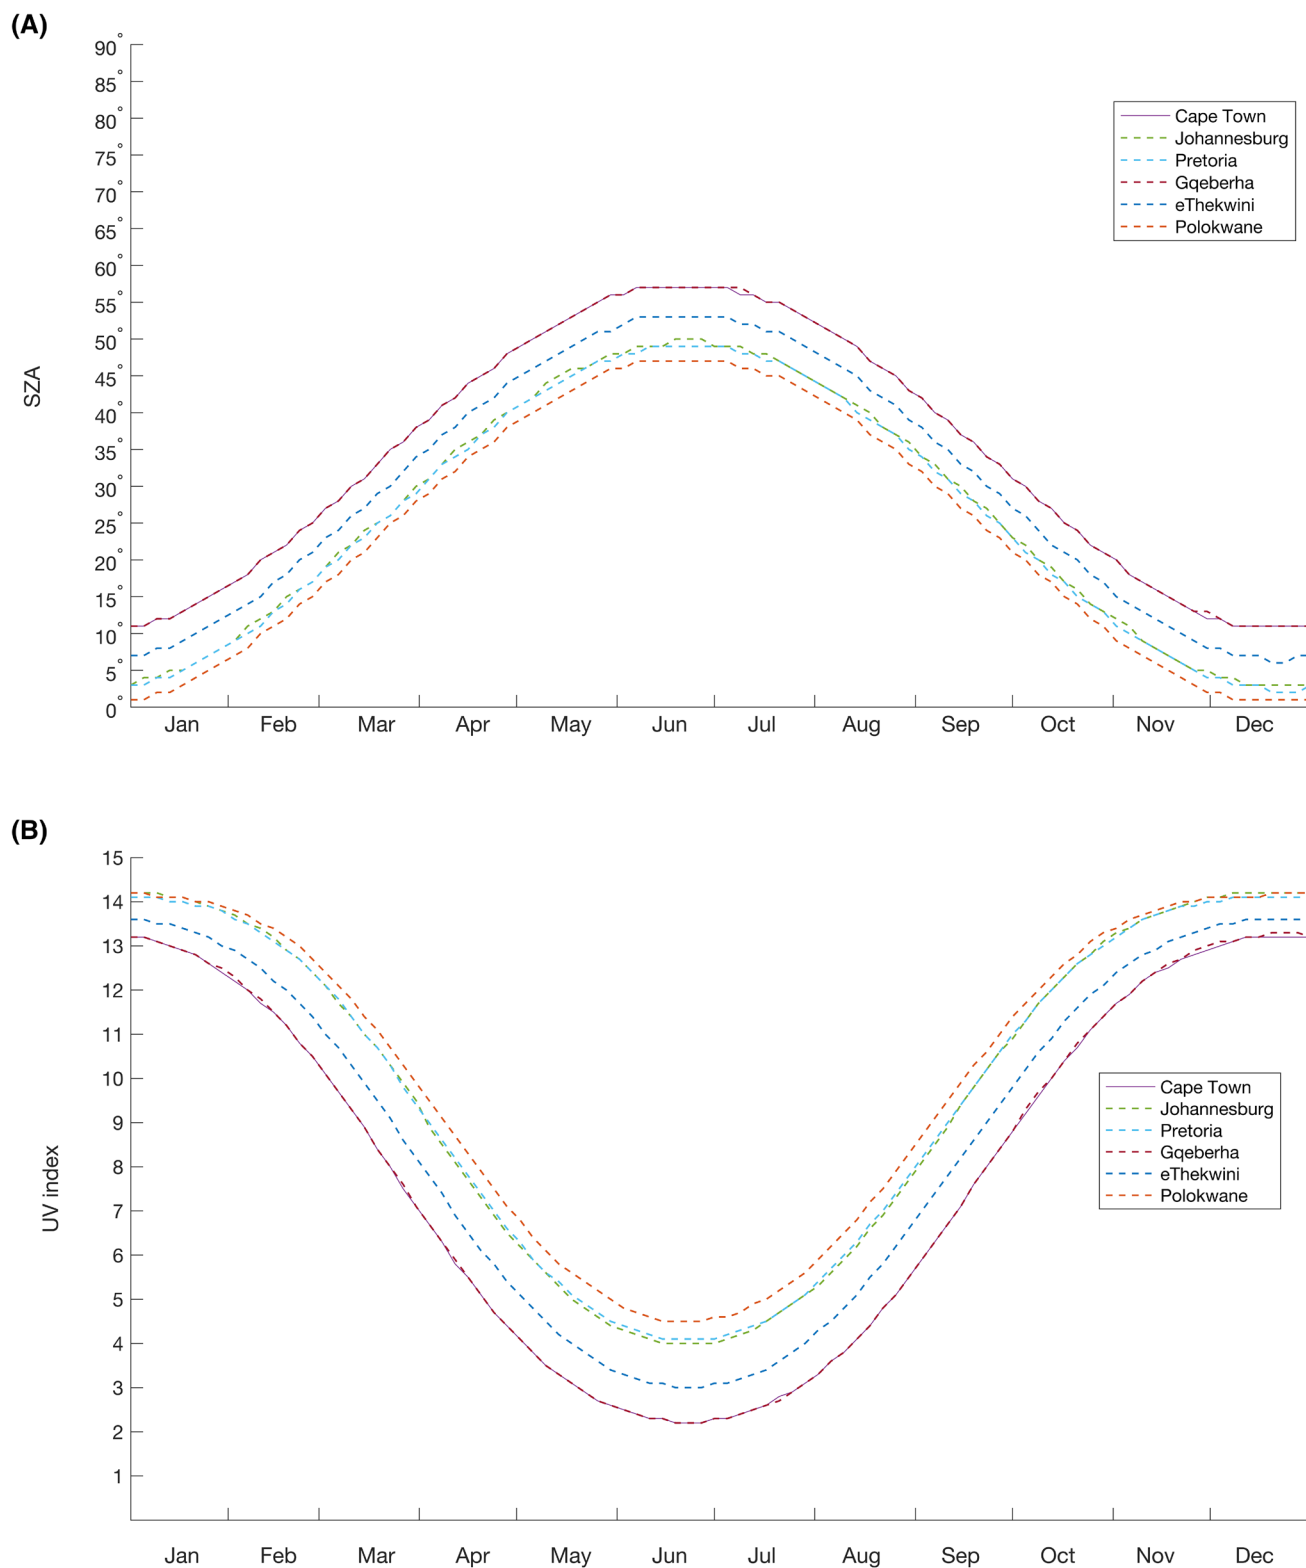 (A)
90°
85°
80°
75°
70°
65°
60°
55°
50°
45°
40°
35°
30°
25°
20°
15°
10°
5°
0°
SZA
Cape Town
Johannesburg
Pretoria
Gqeberha
eThekwini
Polokwane
Jan Feb Mar Apr May Jun Jul Aug Sep Oct Nov Dec
(B)
15
14
13
12
11
10
9
8
7
6
5
4
3
2
1
UV index
Cape Town
Johannesburg
Pretoria
Gqeberha
eThekwini
Polokwane
Jan Feb Mar Apr May Jun Jul Aug Sep Oct Nov Dec